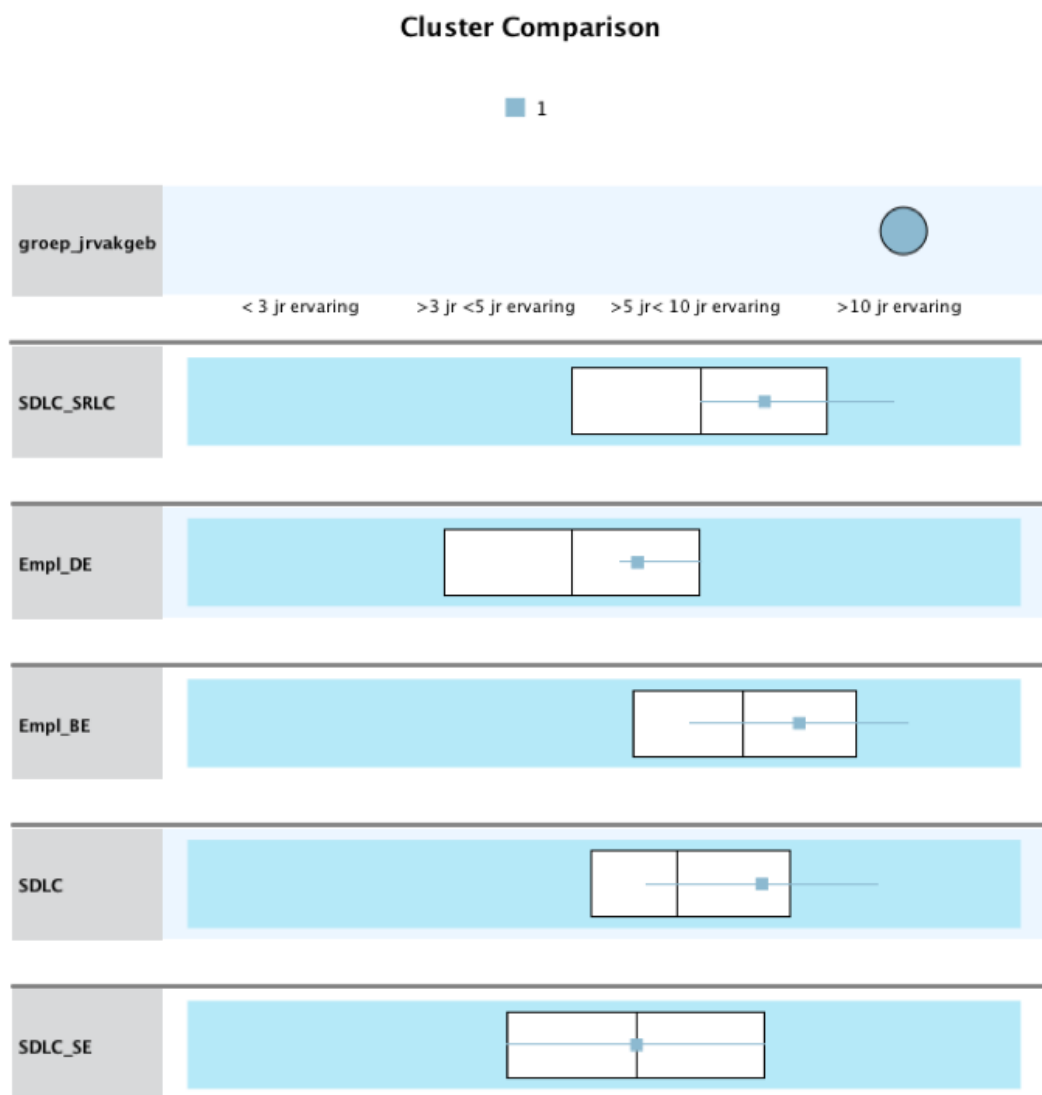 Cluster Comparison
1
groep_jrvakgeb
< 3 jr ervaring >3 jr <5 jr ervaring >5 jr< 10 jr ervaring >10 jr ervaring
SDLC_SRLC
Empl_DE
Empl_BE
SDLC
SDLC_SE